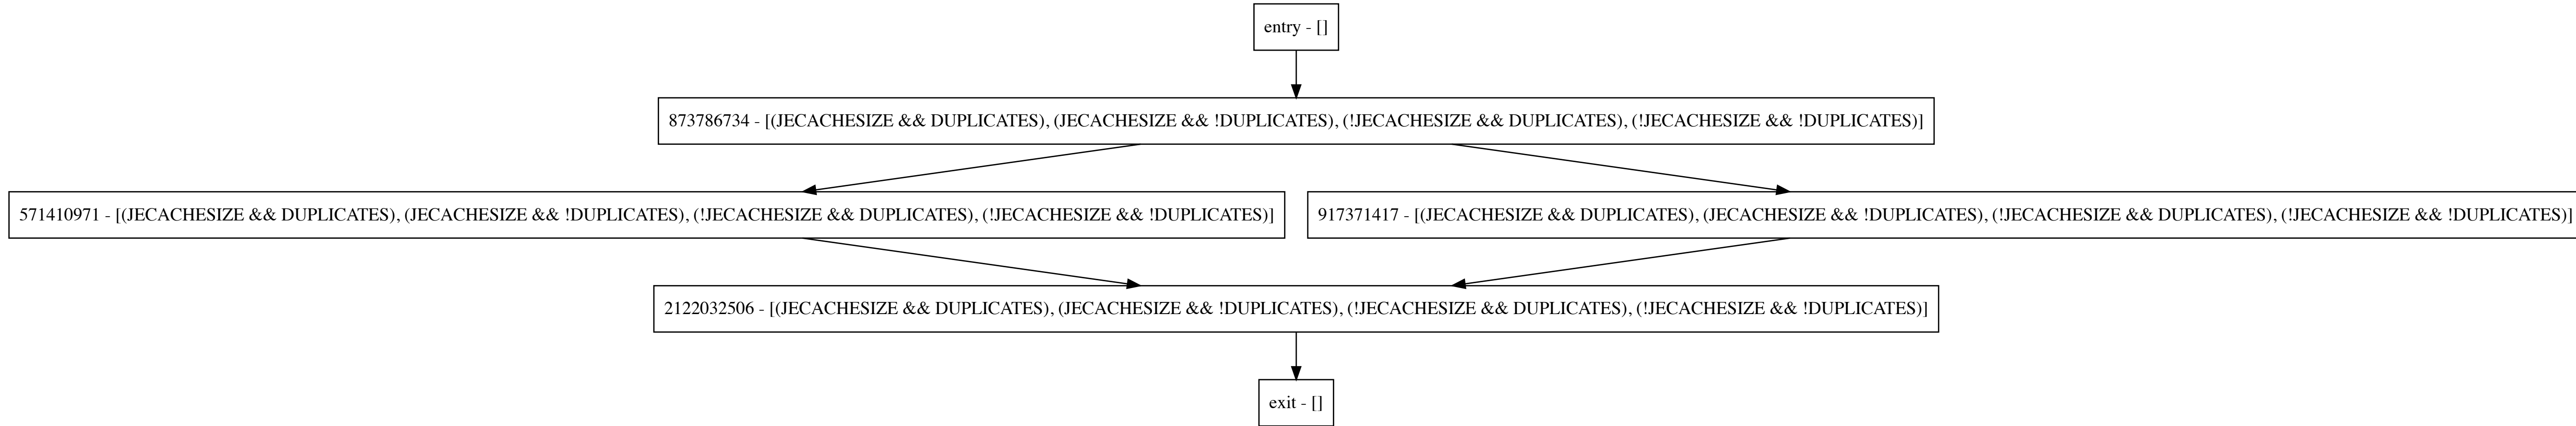 entry - []
873786734 - [(JECACHESIZE && DUPLICATES), (JECACHESIZE && !DUPLICATES), (!JECACHESIZE && DUPLICATES), (!JECACHESIZE && !DUPLICATES)]
571410971 - [(JECACHESIZE && DUPLICATES), (JECACHESIZE && !DUPLICATES), (!JECACHESIZE && DUPLICATES), (!JECACHESIZE && !DUPLICATES)]
917371417 - [(JECACHESIZE && DUPLICATES), (JECACHESIZE && !DUPLICATES), (!JECACHESIZE && DUPLICATES), (!JECACHESIZE && !DUPLICATES)]
2122032506 - [(JECACHESIZE && DUPLICATES), (JECACHESIZE && !DUPLICATES), (!JECACHESIZE && DUPLICATES), (!JECACHESIZE && !DUPLICATES)]
exit - []